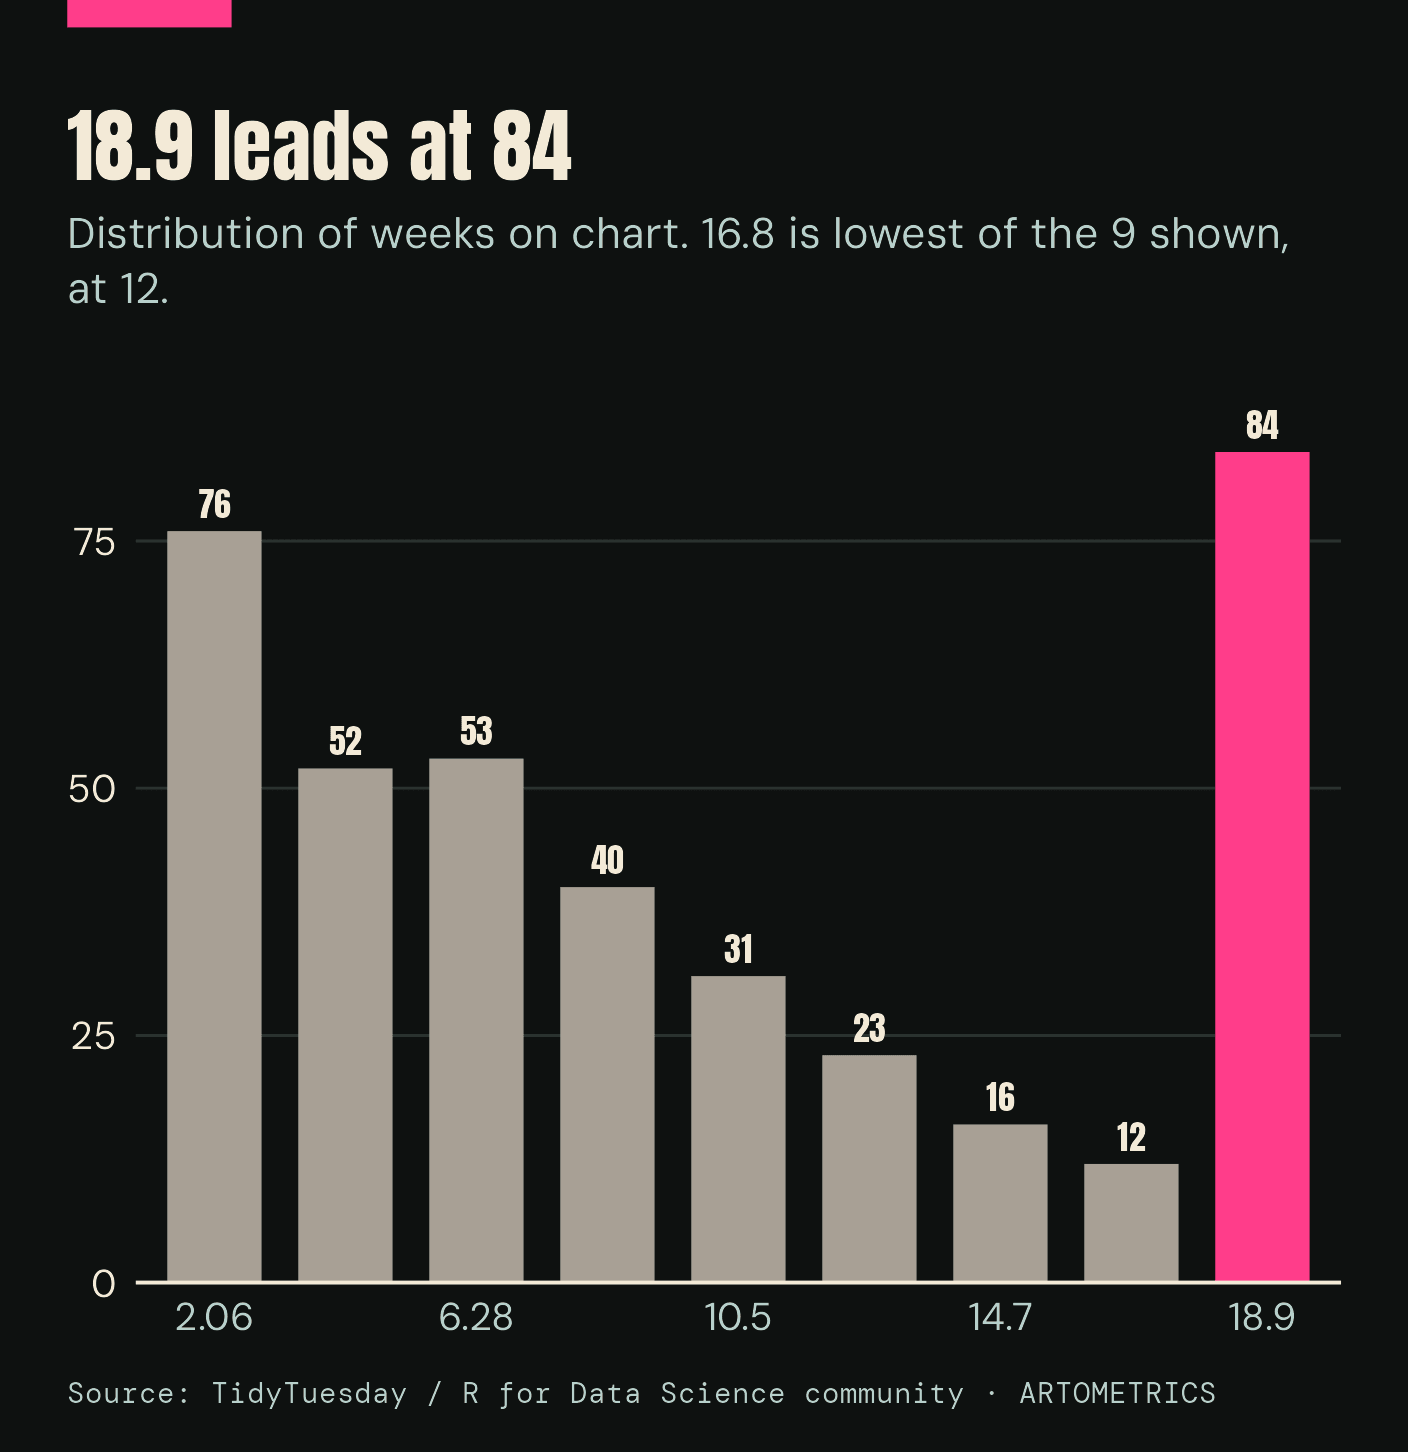 18.9 leads at 84
Distribution of weeks on chart. 16.8 is lowest of the 9 shown,
at 12.
84
76
75
53
52
50
40
31
25
23
16
12
0
2.06 6.28 10.5 14.7 18.9
Source: TidyTuesday / R for Data Science community · ARTOMETRICS